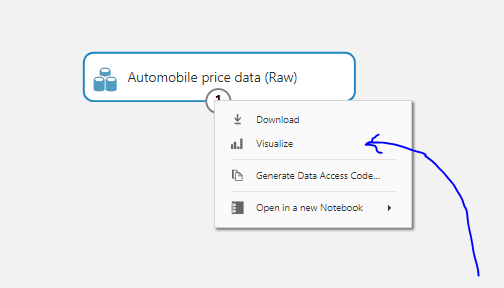 Automobile price data (Raw)
1
Download
Visualize
Generate Data Access Code...
Open in a new Notebook